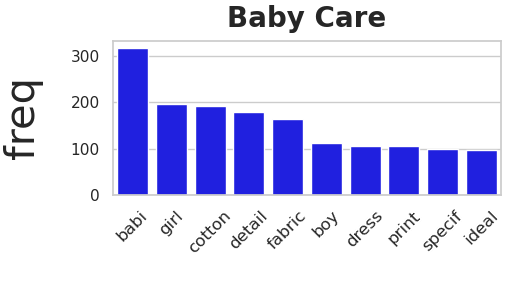 Baby Care
freq
300
200
100
0
babi
girl
cotton
detail
fabric
boy
dress
print
specif
ideal